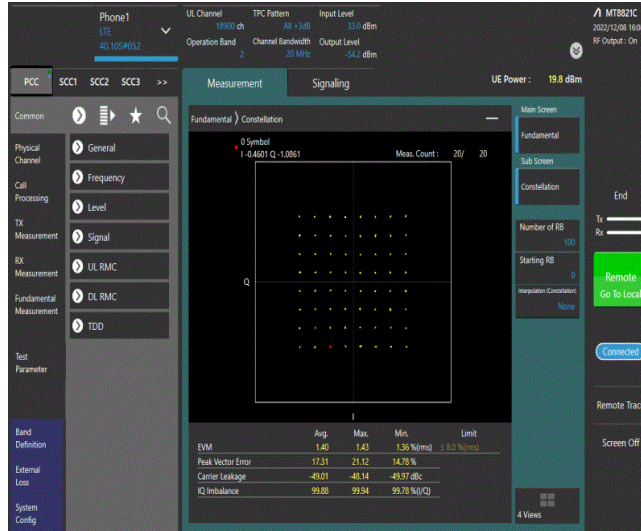 Phone1
LTE
40.10S#052
UL Channel
18900 ch
TPC Pattern
All +3dB
Input Level
33.0 dBm
Operation Band
2
Channel Bandwidth
20 MHz
Output Level
-54.2 dBm
MT8821C
2022/12/08 16:0
RF Output : On
PCC
SCC1
SCC2
SCC3
>>
Measurement
Signaling
UE Power : 19.8 dBm
Common
Physical
Channel
Call
Processing
TX
Measurement
RX
Measurement
Fundamental
Measurement
Test
Parameter
Band
Definition
External
Loss
System
Config
General
Frequency
Level
Signal
UL RMC
DL RMC
TDD
Fundamental 〉 Constellation
0 Symbol
I -0.4601 Q -1.0861
Meas. Count : 20/ 20
Q
I
Avg. Max. Min. Limit
EVM 1.40 1.43 1.36 %(rms) ≤ 8.0 %(rms)
Peak Vector Error 17.31 21.12 14.78 %
Carrier Leakage -49.01 -48.14 -49.97 dBc
IQ Imbalance 99.88 99.94 99.78 %(I/Q)
Main Screen
Fundamental
Sub Screen
Constellation
Number of RB
100
Starting RB
0
Interpolation (Constellation)
None
4 Views
End
Tx
Rx
Remote
Go To Local
Connected
Remote Trac
Screen Off